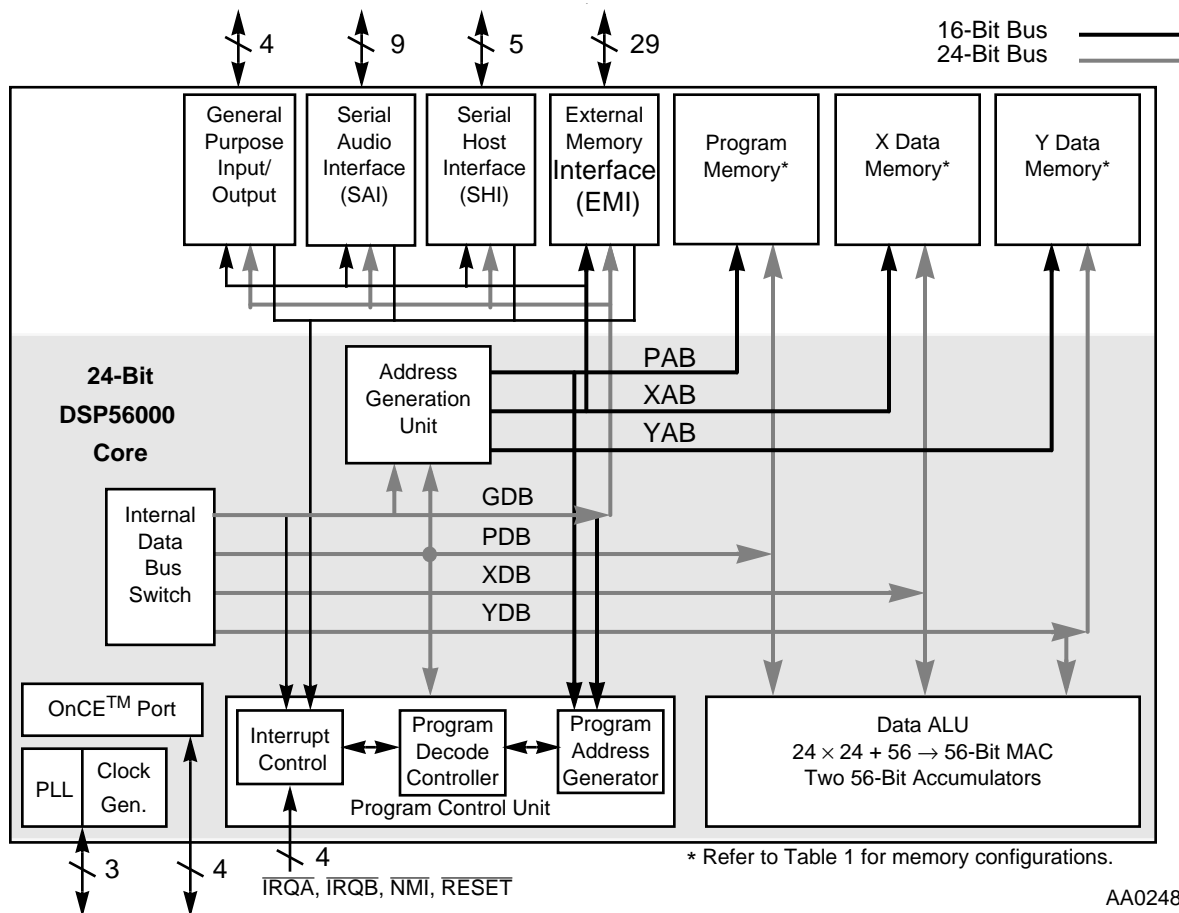 4
9
5
29
16-Bit Bus
24-Bit Bus
General
Purpose
Input/
Output
Serial
Audio
Interface
(SAI)
Serial
Host
Interface
(SHI)
External
Memory
Interface
(EMI)
Program
Memory*
X Data
Memory*
Y Data
Memory*
24-Bit
DSP56000
Core
Address
Generation
Unit
PAB
XAB
YAB
Internal
Data
Bus
Switch
GDB
PDB
XDB
YDB
OnCE™ Port
PLL
Clock
Gen.
Interrupt
Control
Program
Decode
Controller
Program
Address
Generator
Program Control Unit
Data ALU
24 × 24 + 56 → 56-Bit MAC
Two 56-Bit Accumulators
3
4
4
IRQA, IRQB, NMI, RESET
* Refer to Table 1 for memory configurations.
AA0248